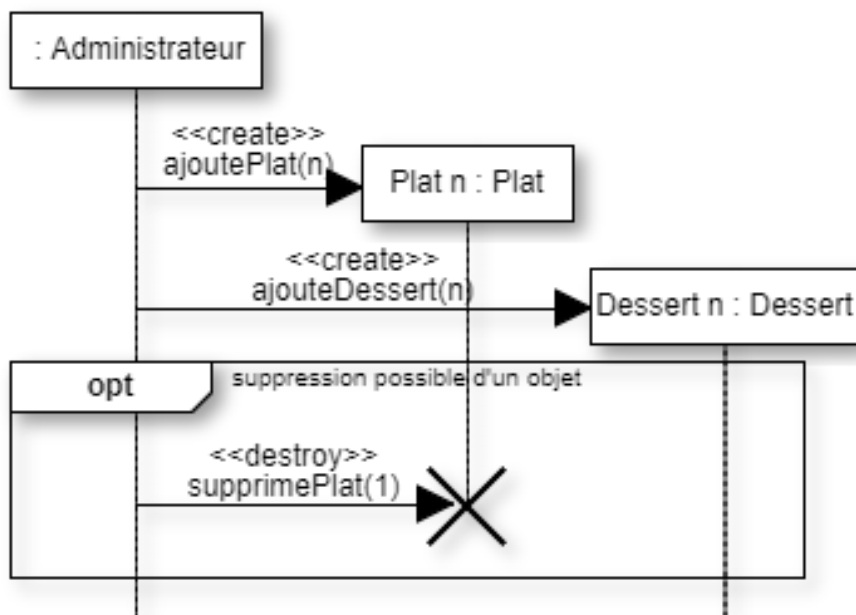 : Administrateur
<<create>>
ajoutePlat(n)
Plat n : Plat
<<create>>
ajouteDessert(n)
Dessert n : Dessert
opt
suppression possible d'un objet
<<destroy>>
supprimePlat(1)